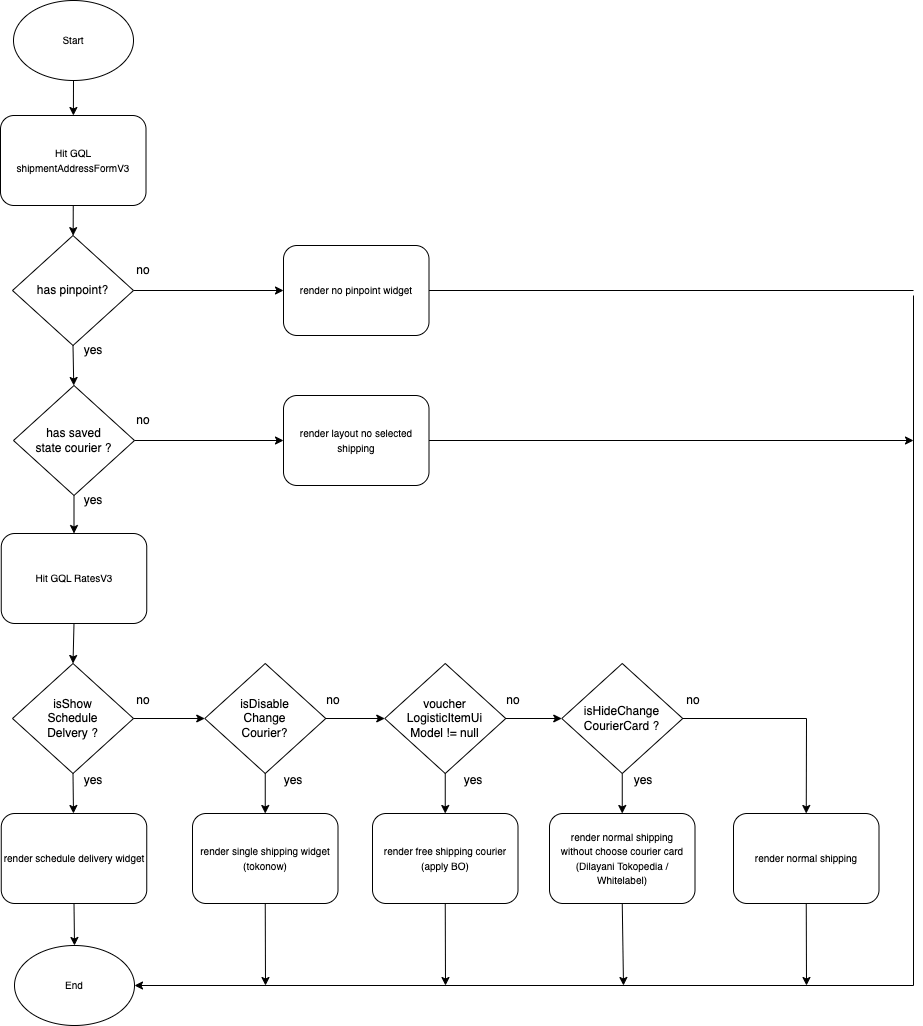 Start
Hit GQL
shipmentAddressFormV3
has pinpoint?
no
render no pinpoint widget
yes
has saved
state courier ?
no
render layout no selected
shipping
yes
Hit GQL RatesV3
isShow
Schedule
Delvery ?
no
isDisable
Change
Courier?
no
voucher
LogisticItemUi
Model != null
no
isHideChange
CourierCard ?
no
yes
yes
yes
yes
render schedule delivery widget
render single shipping widget
(tokonow)
render free shipping courier
(apply BO)
render normal shipping
without choose courier card
(Dilayani Tokopedia /
Whitelabel)
render normal shipping
End